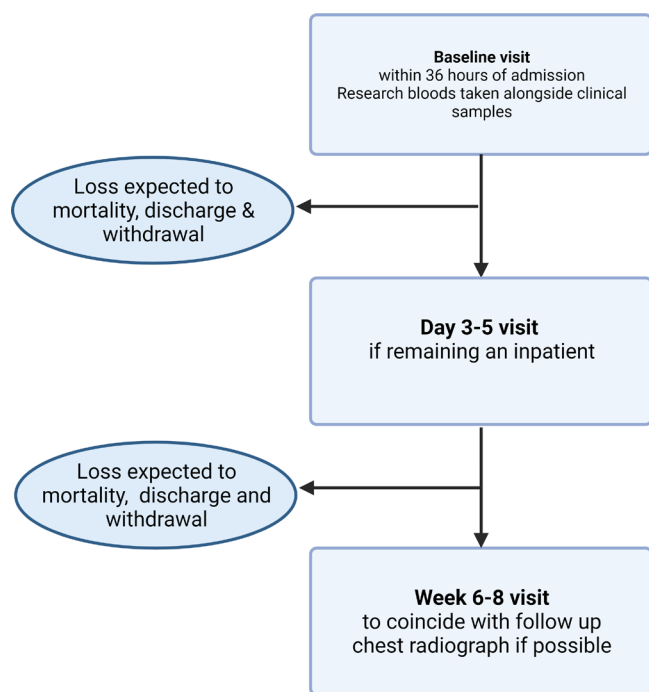 Baseline visit
within 36 hours of admission
Research bloods taken alongside clinical
samples
Loss expected to
mortality, discharge &
withdrawal
Day 3-5 visit
if remaining an inpatient
Loss expected to
mortality, discharge and
withdrawal
Week 6-8 visit
to coincide with follow up
chest radiograph if possible